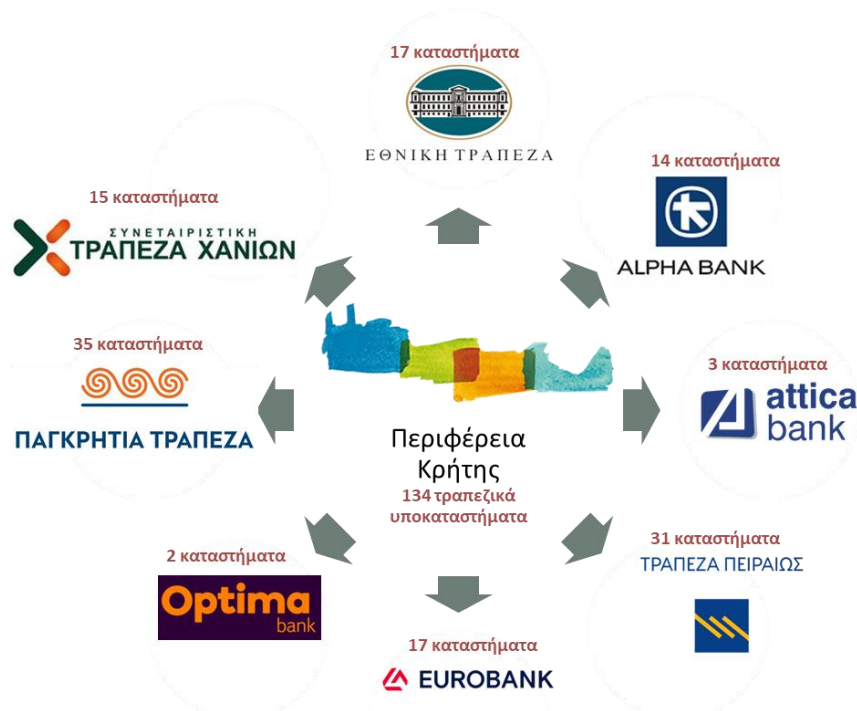 17 καταστήματα
ΕΘΝΙΚΗ ΤΡΑΠΕΖΑ
14 καταστήματα
ALPHA BANK
3 καταστήματα
attica
bank
31 καταστήματα
ΤΡΑΠΕΖΑ ΠΕΙΡΑΙΩΣ
17 καταστήματα
EUROBANK
2 καταστήματα
Optima
bank
35 καταστήματα
ΠΑΓΚΡΗΤΙΑ ΤΡΑΠΕΖΑ
15 καταστήματα
ΣΥΝΕΤΑΙΡΙΣΤΙΚΗ
ΤΡΑΠΕΖΑ ΧΑΝΙΩΝ
Περιφέρεια
Κρήτης
134 τραπεζικά
υποκαταστήματα